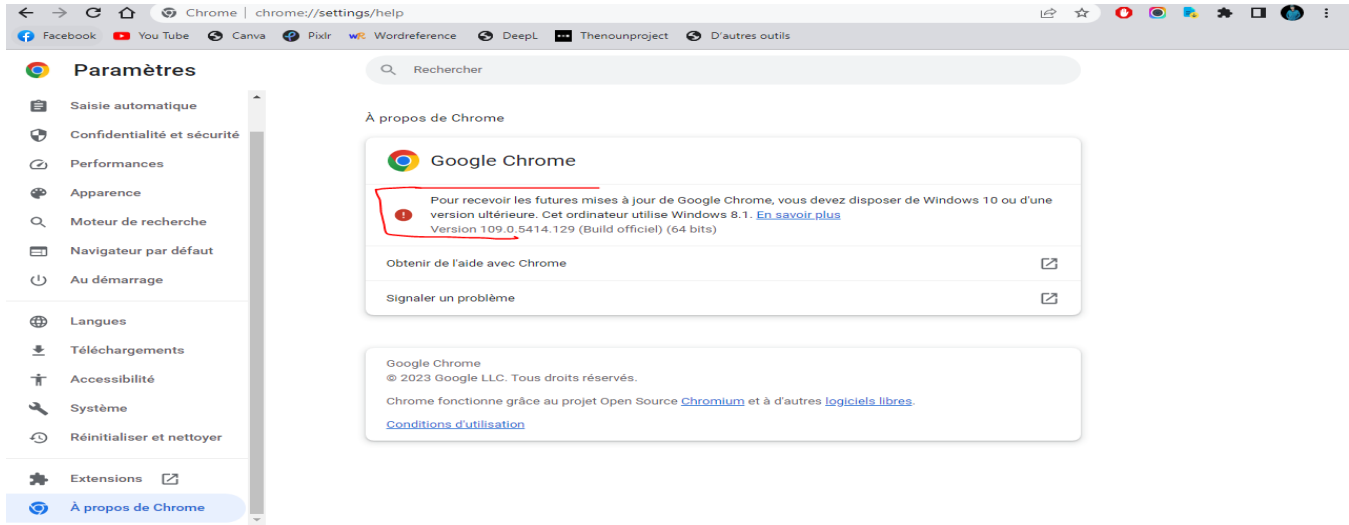 Chrome | chrome://settings/help
Facebook You Tube Canva Pixlr WR Wordreference DeepL Thenounproject D'autres outils
Paramètres
Rechercher
Saisie automatique
Confidentialité et sécurité
Performances
Apparence
Moteur de recherche
Navigateur par défaut
Au démarrage
Langues
Téléchargements
Accessibilité
Système
Réinitialiser et nettoyer
Extensions
À propos de Chrome
À propos de Chrome
Google Chrome
Pour recevoir les futures mises à jour de Google Chrome, vous devez disposer de Windows 10 ou d'une
version ultérieure. Cet ordinateur utilise Windows 8.1. En savoir plus
Version 109.0.5414.129 (Build officiel) (64 bits)
Obtenir de l'aide avec Chrome
Signaler un problème
Google Chrome
© 2023 Google LLC. Tous droits réservés.
Chrome fonctionne grâce au projet Open Source Chromium et à d'autres logiciels libres.
Conditions d'utilisation